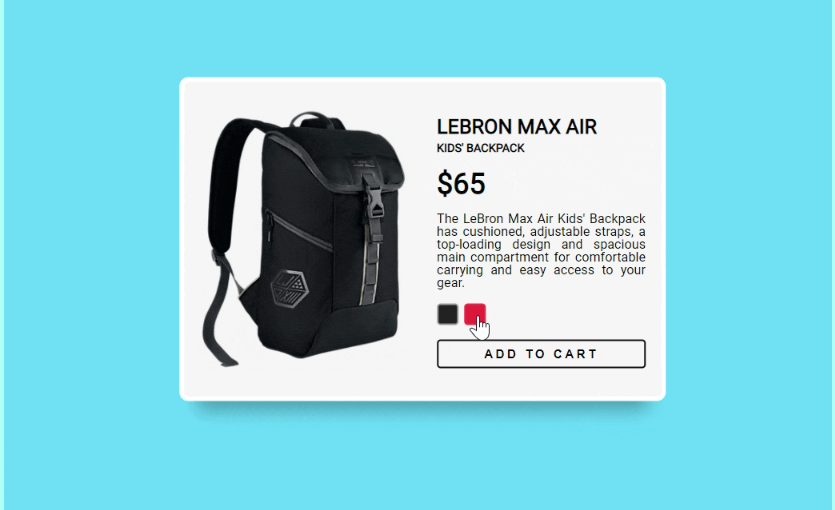 LEBRON MAX AIR
KIDS' BACKPACK
$65
The LeBron Max Air Kids' Backpack
has cushioned, adjustable straps, a
top-loading design and spacious
main compartment for comfortable
carrying and easy access to your
gear.
ADD TO CART